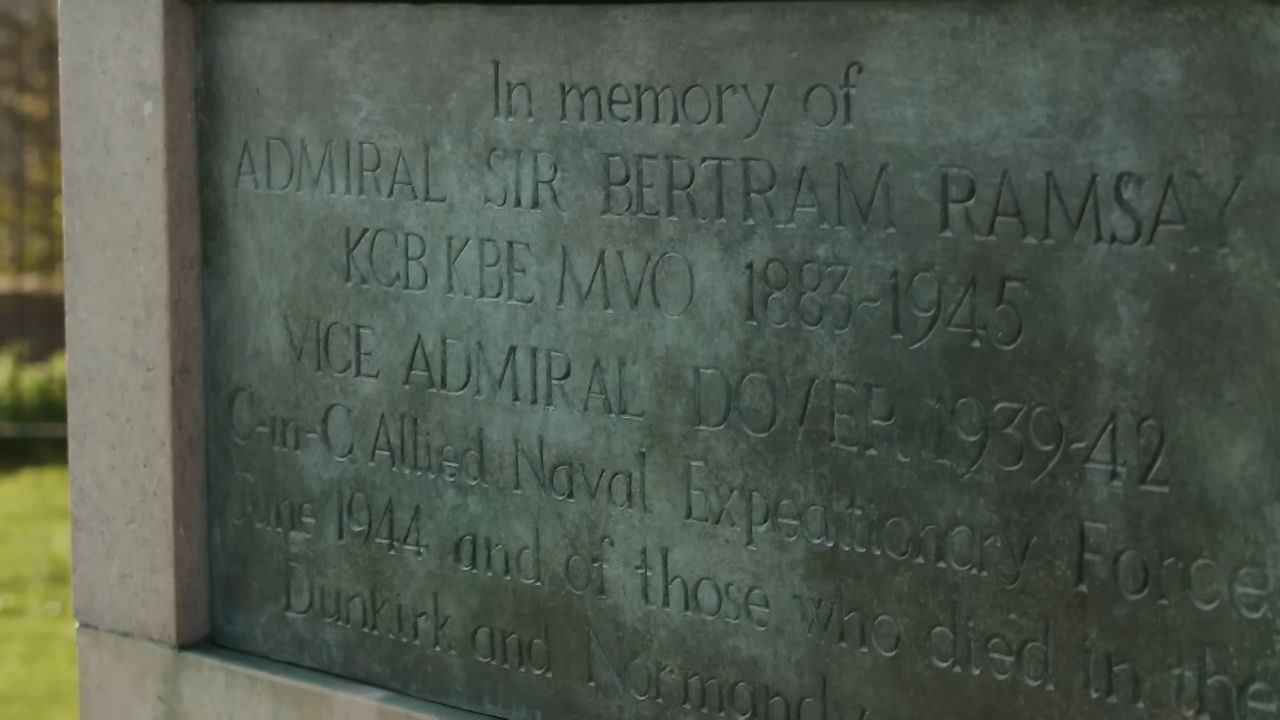 In memory of
ADMIRAL SIR BERTRAM RAMSAY
KCB KBE MVO 1883-1945
VICE ADMIRAL DOVER 1939-42
C-in-C Allied Naval Expeditionary Force
June 1944 and of those who died in the
Dunkirk and Normandy